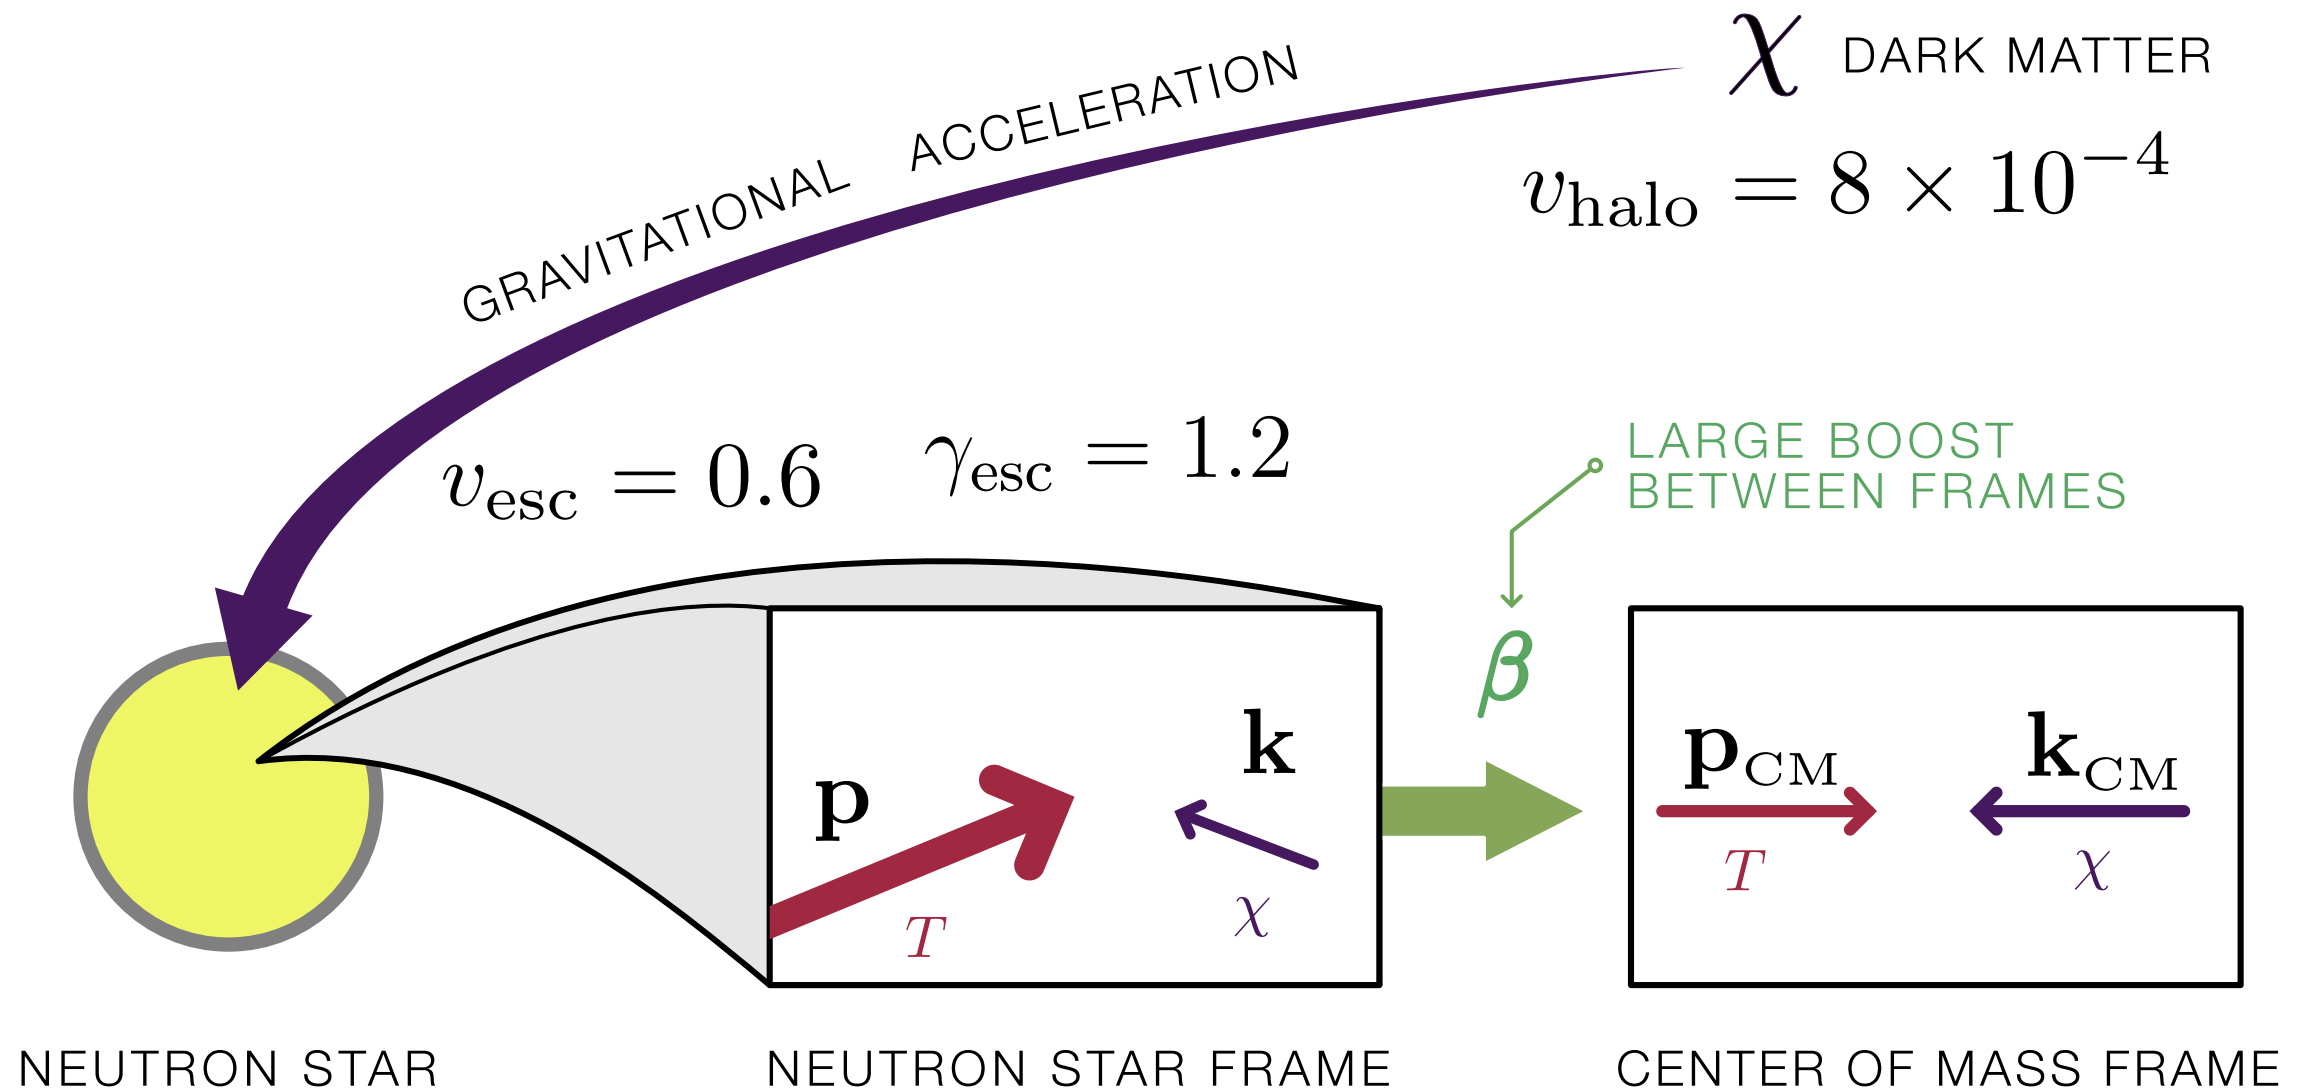 χ DARK MATTER
GRAVITATIONAL ACCELERATION
v_halo = 8 × 10^−4
v_esc = 0.6
γ_esc = 1.2
LARGE BOOST
BETWEEN FRAMES
β
p
T
k
χ
p_CM
T
k_CM
χ
NEUTRON STAR
NEUTRON STAR FRAME
CENTER OF MASS FRAME